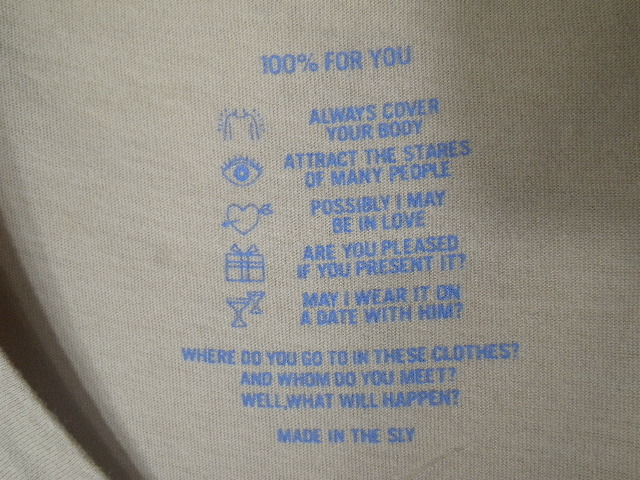 100% FOR YOU
ALWAYS COVER
YOUR BODY
ATTRACT THE STARES
OF MANY PEOPLE
POSSIBLY I MAY
BE IN LOVE
ARE YOU PLEASED
IF YOU PRESENT IT?
MAY I WEAR IT ON
A DATE WITH HIM?
WHERE DO YOU GO TO IN THESE CLOTHES?
AND WHOM DO YOU MEET?
WELL,WHAT WILL HAPPEN?
MADE IN THE SLY